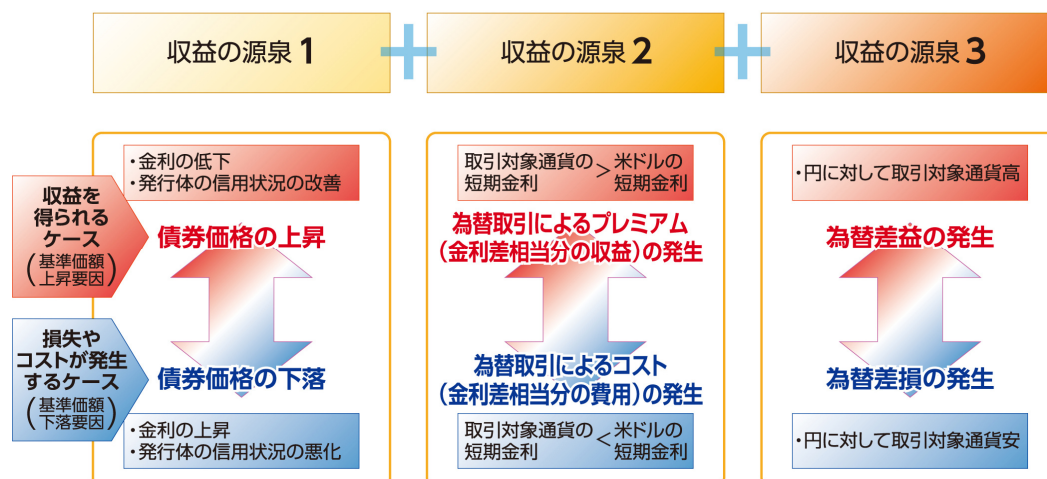 収益の源泉1
+
収益の源泉2
+
収益の源泉3
収益を
得られる
ケース
(基準価額
上昇要因)
損失や
コストが発生
するケース
(基準価額
下落要因)
・金利の低下
・発行体の信用状況の改善
債券価格の上昇
債券価格の下落
・金利の上昇
・発行体の信用状況の悪化
取引対象通貨の > 米ドルの
短期金利 短期金利
為替取引によるプレミアム
(金利差相当分の収益)の発生
為替取引によるコスト
(金利差相当分の費用)の発生
取引対象通貨の < 米ドルの
短期金利 短期金利
・円に対して取引対象通貨高
為替差益の発生
為替差損の発生
・円に対して取引対象通貨安